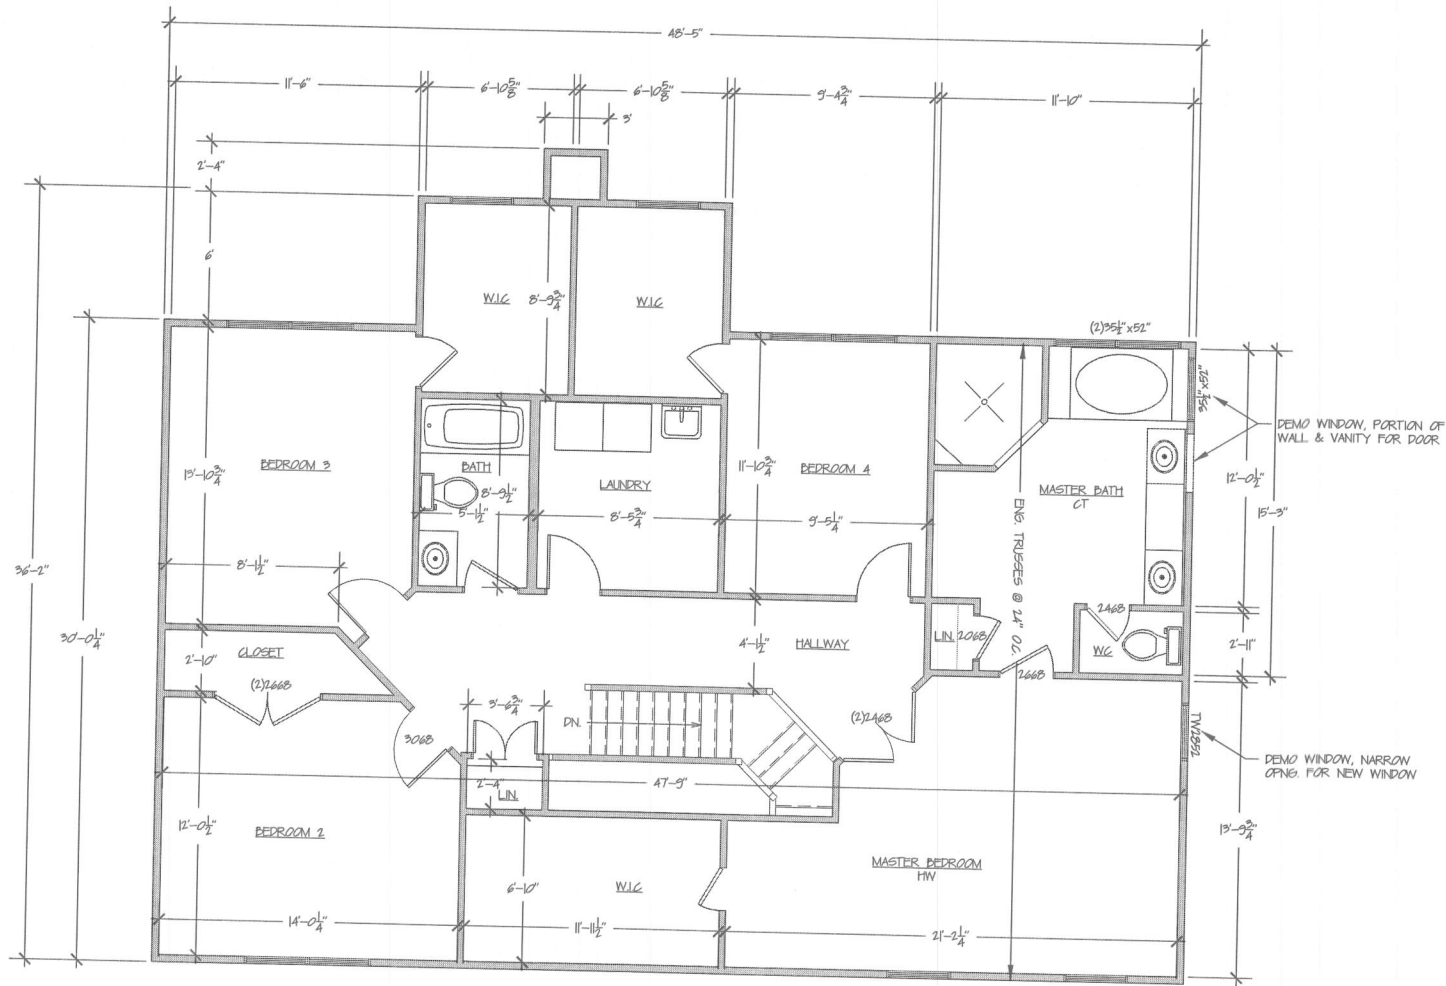 48'-5"
11'-6"
6'-10 5/8"
6'-10 5/8"
9'-4 3/4"
11'-10"
3'
2'-4"
6'
W.I.C
8'-9 3/4"
W.I.C
(2)35 1/2"x52"
35 1/2"x52"
DEMO WINDOW, PORTION OF
WALL & VANITY FOR DOOR
BEDROOM 3
13'-10 3/4"
BATH
8'-9 1/2"
5'-1 1/2"
LAUNDRY
8'-5 3/4"
11'-10 3/4"
BEDROOM 4
9'-5 1/4"
ENG. TRUSSES @ 24" O.C.
MASTER BATH
CT
12'-0 1/2"
15'-3"
36'-2"
8'-1 1/2"
30'-0 1/4"
2'-10"
CLOSET
(2)2668
4'-1 1/2"
HALLWAY
LIN.
2068
2468
WC
2'-11"
2668
3'-6 3/4"
DN.
(2)2468
3068
TW2852
DEMO WINDOW, NARROW
OPNG. FOR NEW WINDOW
2'-4"
LIN.
47'-9"
12'-0 1/2"
BEDROOM 2
13'-9 3/4"
MASTER BEDROOM
HW
6'-10"
W.I.C
14'-0 1/4"
11'-11 1/2"
21'-2 1/4"